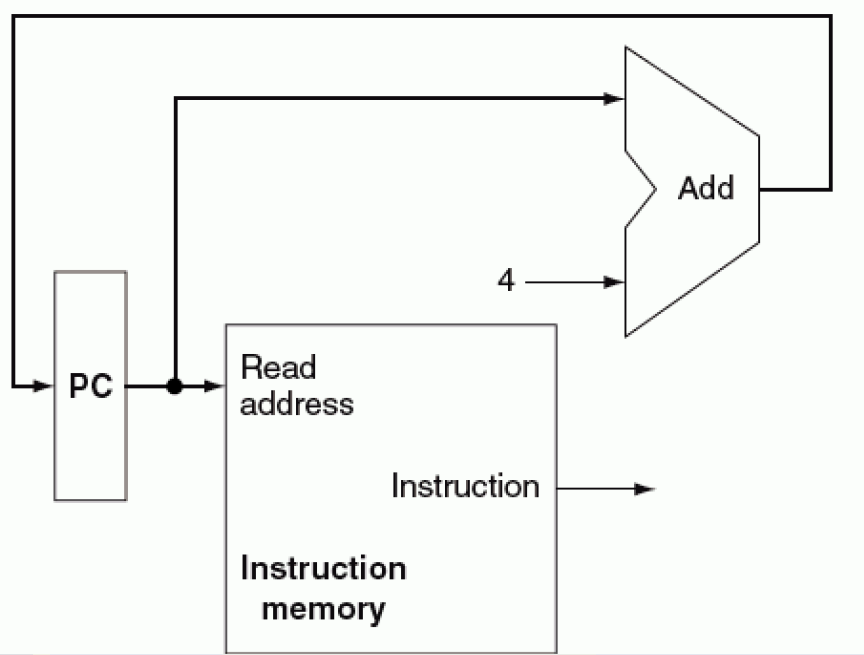 Add
4
PC
Read
address
Instruction
Instruction
memory